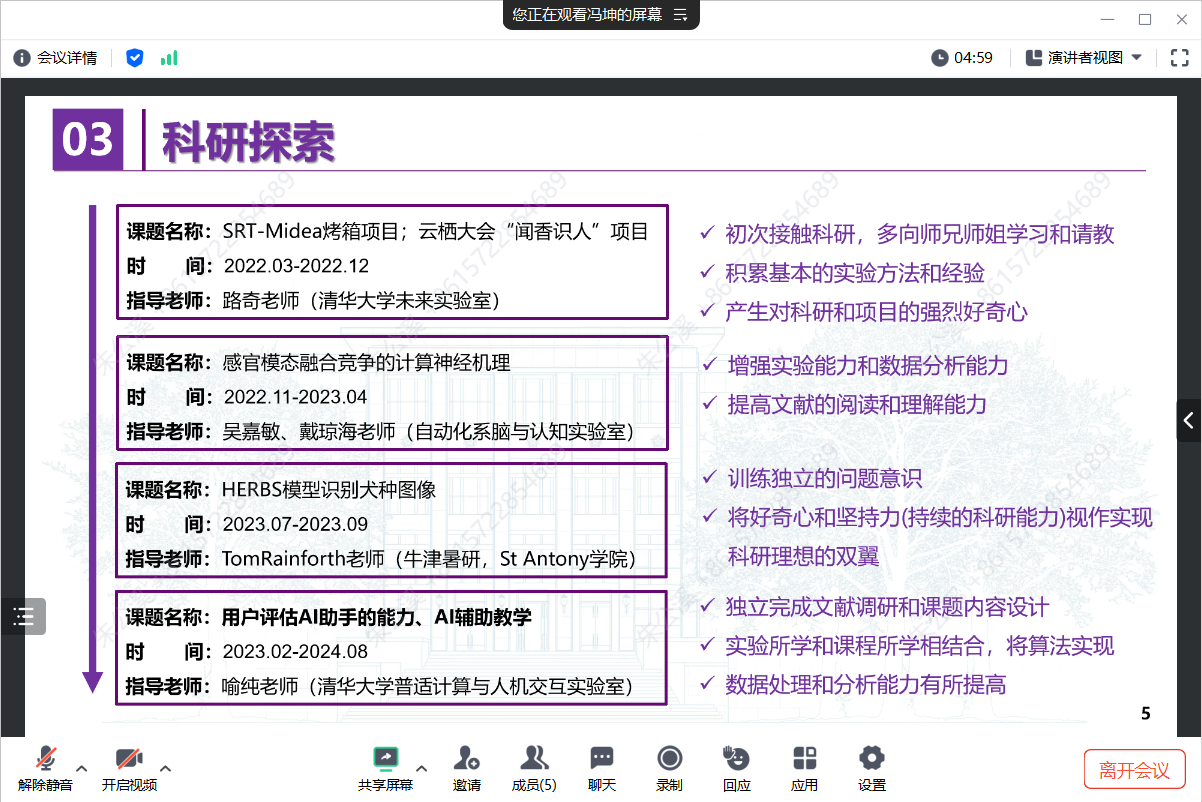 您正在观看冯坤的屏幕
会议详情
04:59
演讲者视图
03 科研探索
课题名称：SRT-Midea烤箱项目；云栖大会“闻香识人”项目
时　　间：2022.03-2022.12
指导老师：路奇老师（清华大学未来实验室）
✓ 初次接触科研，多向师兄师姐学习和请教
✓ 积累基本的实验方法和经验
✓ 产生对科研和项目的强烈好奇心
课题名称：感官模态融合竞争的计算神经机理
时　　间：2022.11-2023.04
指导老师：吴嘉敏、戴琼海老师（自动化系脑与认知实验室）
✓ 增强实验能力和数据分析能力
✓ 提高文献的阅读和理解能力
课题名称：HERBS模型识别犬种图像
时　　间：2023.07-2023.09
指导老师：TomRainforth老师（牛津暑研，St Antony学院）
✓ 训练独立的问题意识
✓ 将好奇心和坚持力(持续的科研能力)视作实现
科研理想的双翼
课题名称：用户评估AI助手的能力、AI辅助教学
时　　间：2023.02-2024.08
指导老师：喻纯老师（清华大学普适计算与人机交互实验室）
✓ 独立完成文献调研和课题内容设计
✓ 实验所学和课程所学相结合，将算法实现
✓ 数据处理和分析能力有所提高
5
解除静音
开启视频
共享屏幕
邀请
成员(5)
聊天
录制
回应
应用
设置
离开会议